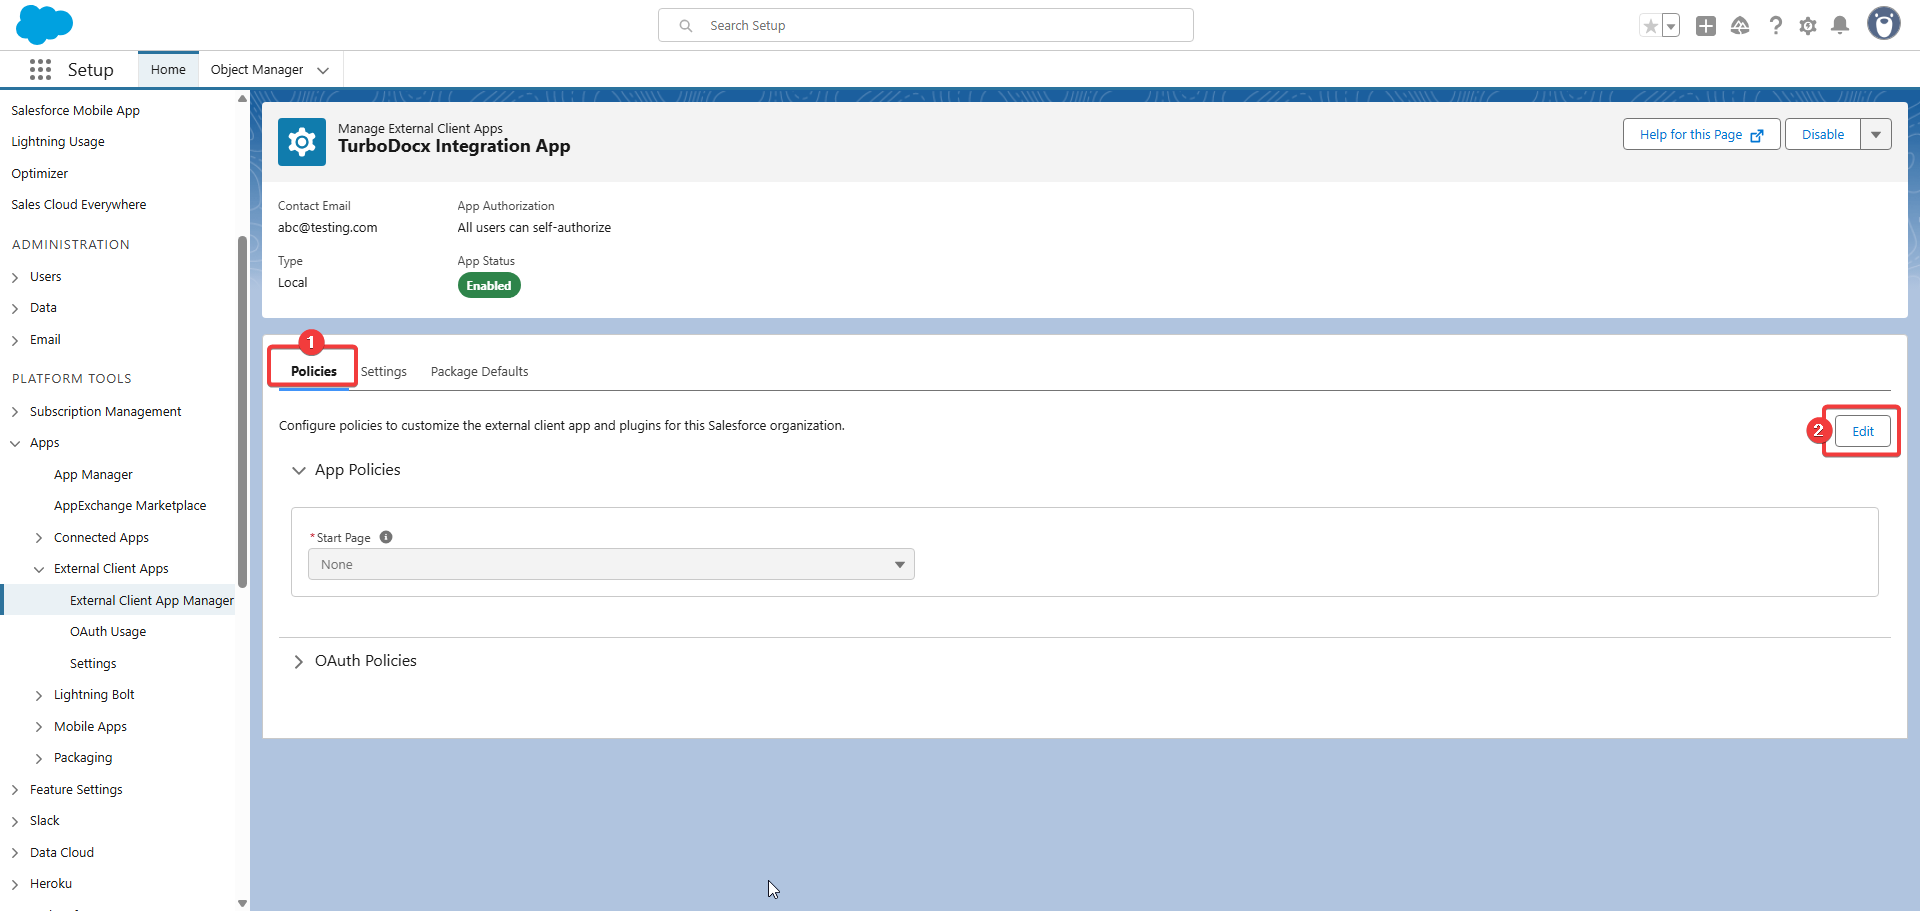 Search Setup
Setup
Home
Object Manager
Salesforce Mobile App
Lightning Usage
Optimizer
Sales Cloud Everywhere
ADMINISTRATION
Users
Data
Email
PLATFORM TOOLS
Subscription Management
Apps
App Manager
AppExchange Marketplace
Connected Apps
External Client Apps
External Client App Manager
OAuth Usage
Settings
Lightning Bolt
Mobile Apps
Packaging
Feature Settings
Slack
Data Cloud
Heroku
Manage External Client Apps
TurboDocx Integration App
Help for this Page
Disable
Contact Email
abc@testing.com
App Authorization
All users can self-authorize
Type
Local
App Status
Enabled
1
Policies
Settings
Package Defaults
Configure policies to customize the external client app and plugins for this Salesforce organization.
2
Edit
App Policies
*Start Page
None
OAuth Policies